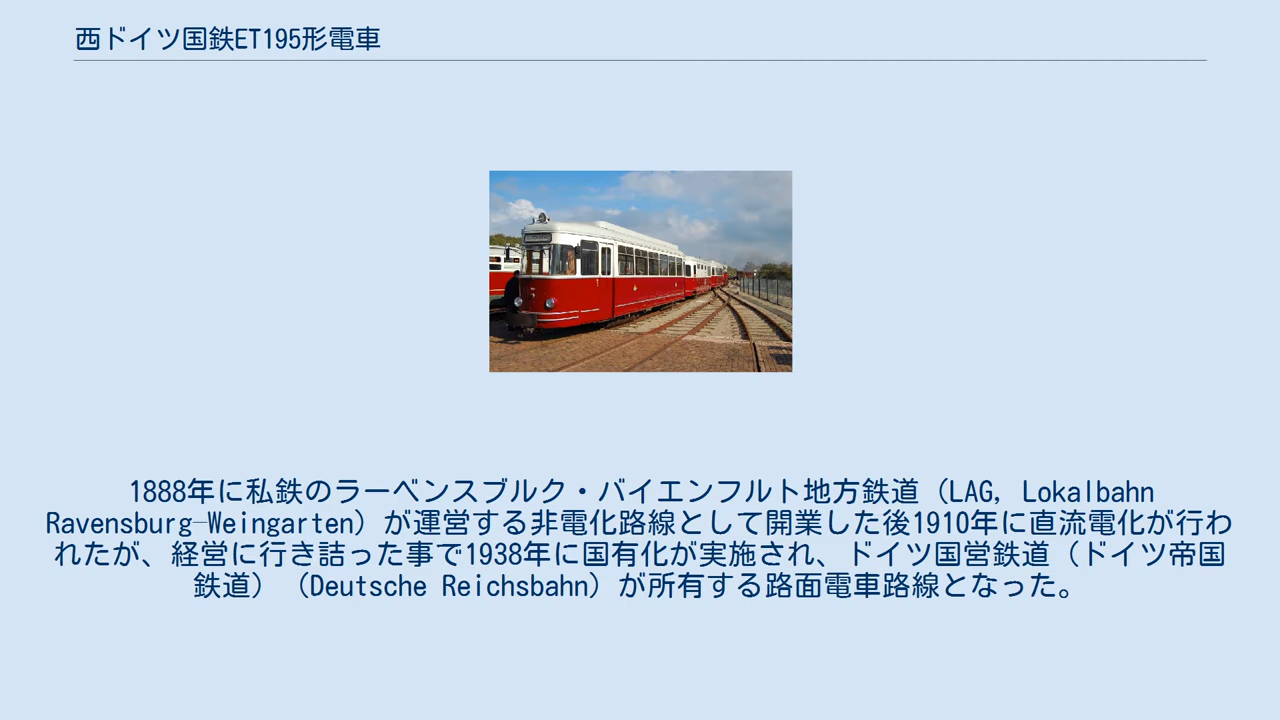 西ドイツ国鉄ET195形電車
1888年に私鉄のラーベンスブルク・バイエンフルト地方鉄道（LAG, Lokalbahn
Ravensburg–Weingarten）が運営する非電化路線として開業した後1910年に直流電化が行わ
れたが、経営に行き詰った事で1938年に国有化が実施され、ドイツ国営鉄道（ドイツ帝国
鉄道）（Deutsche Reichsbahn）が所有する路面電車路線となった。